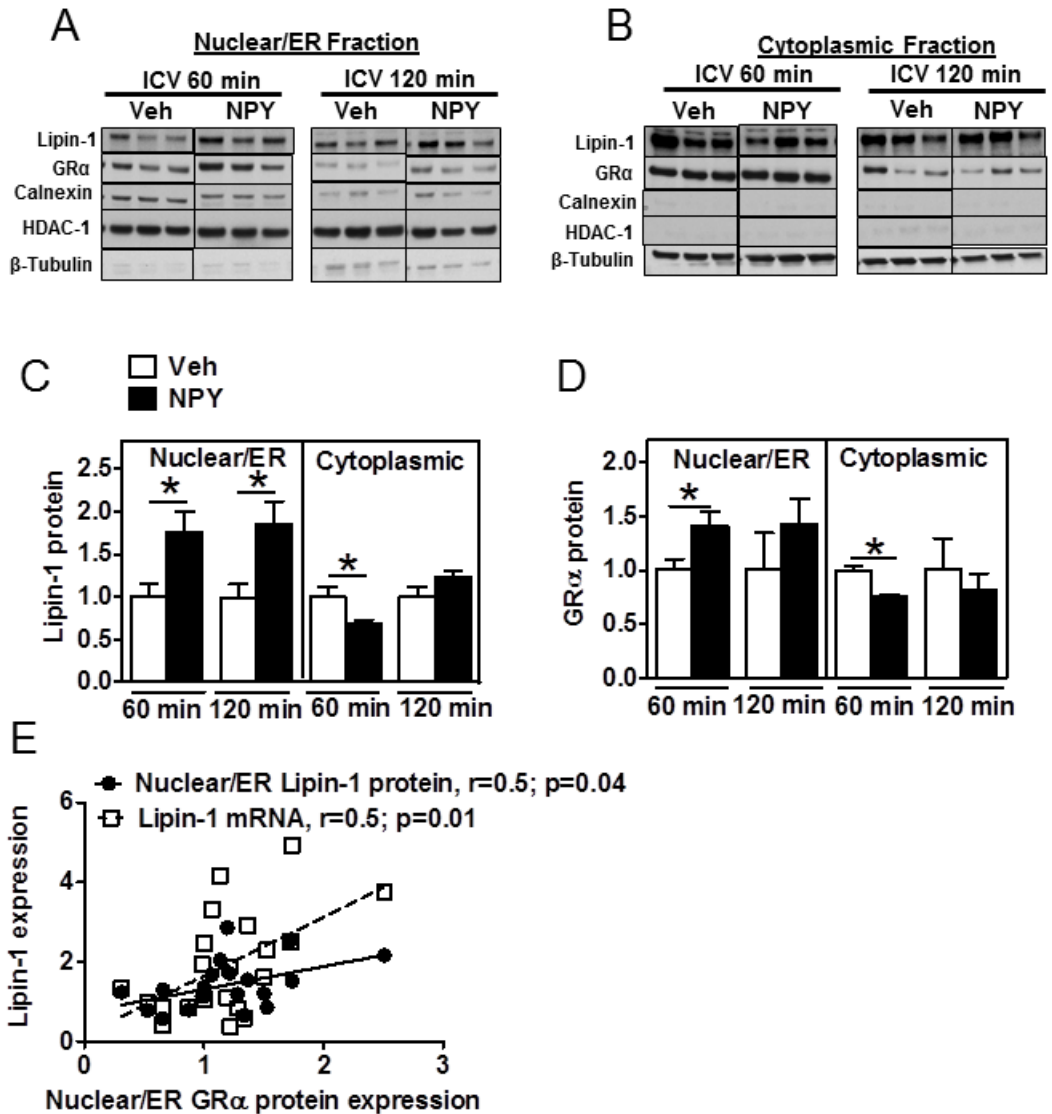 A
Nuclear/ER Fraction
ICV 60 min ICV 120 min
Veh NPY Veh NPY
Lipin-1
GRα
Calnexin
HDAC-1
β-Tubulin
B
Cytoplasmic Fraction
ICV 60 min ICV 120 min
Veh NPY Veh NPY
Lipin-1
GRα
Calnexin
HDAC-1
β-Tubulin
C
Veh
NPY
Lipin-1 protein
2.5
2.0
1.5
1.0
0.5
0.0
Nuclear/ER Cytoplasmic
* * *
60 min 120 min 60 min 120 min
D
GRα protein
2.0
1.5
1.0
0.5
0.0
Nuclear/ER Cytoplasmic
* *
60 min 120 min 60 min 120 min
E
Nuclear/ER Lipin-1 protein, r=0.5; p=0.04
Lipin-1 mRNA, r=0.5; p=0.01
Lipin-1 expression
6
4
2
0
0 1 2 3
Nuclear/ER GRα protein expression